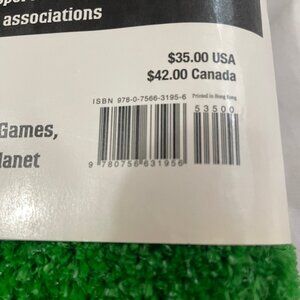 associations
$35.00 USA
$42.00 Canada
ISBN 978-0-7566-3195-6
Printed in Hong Kong
53500
Games,
lanet
9 780756 631956